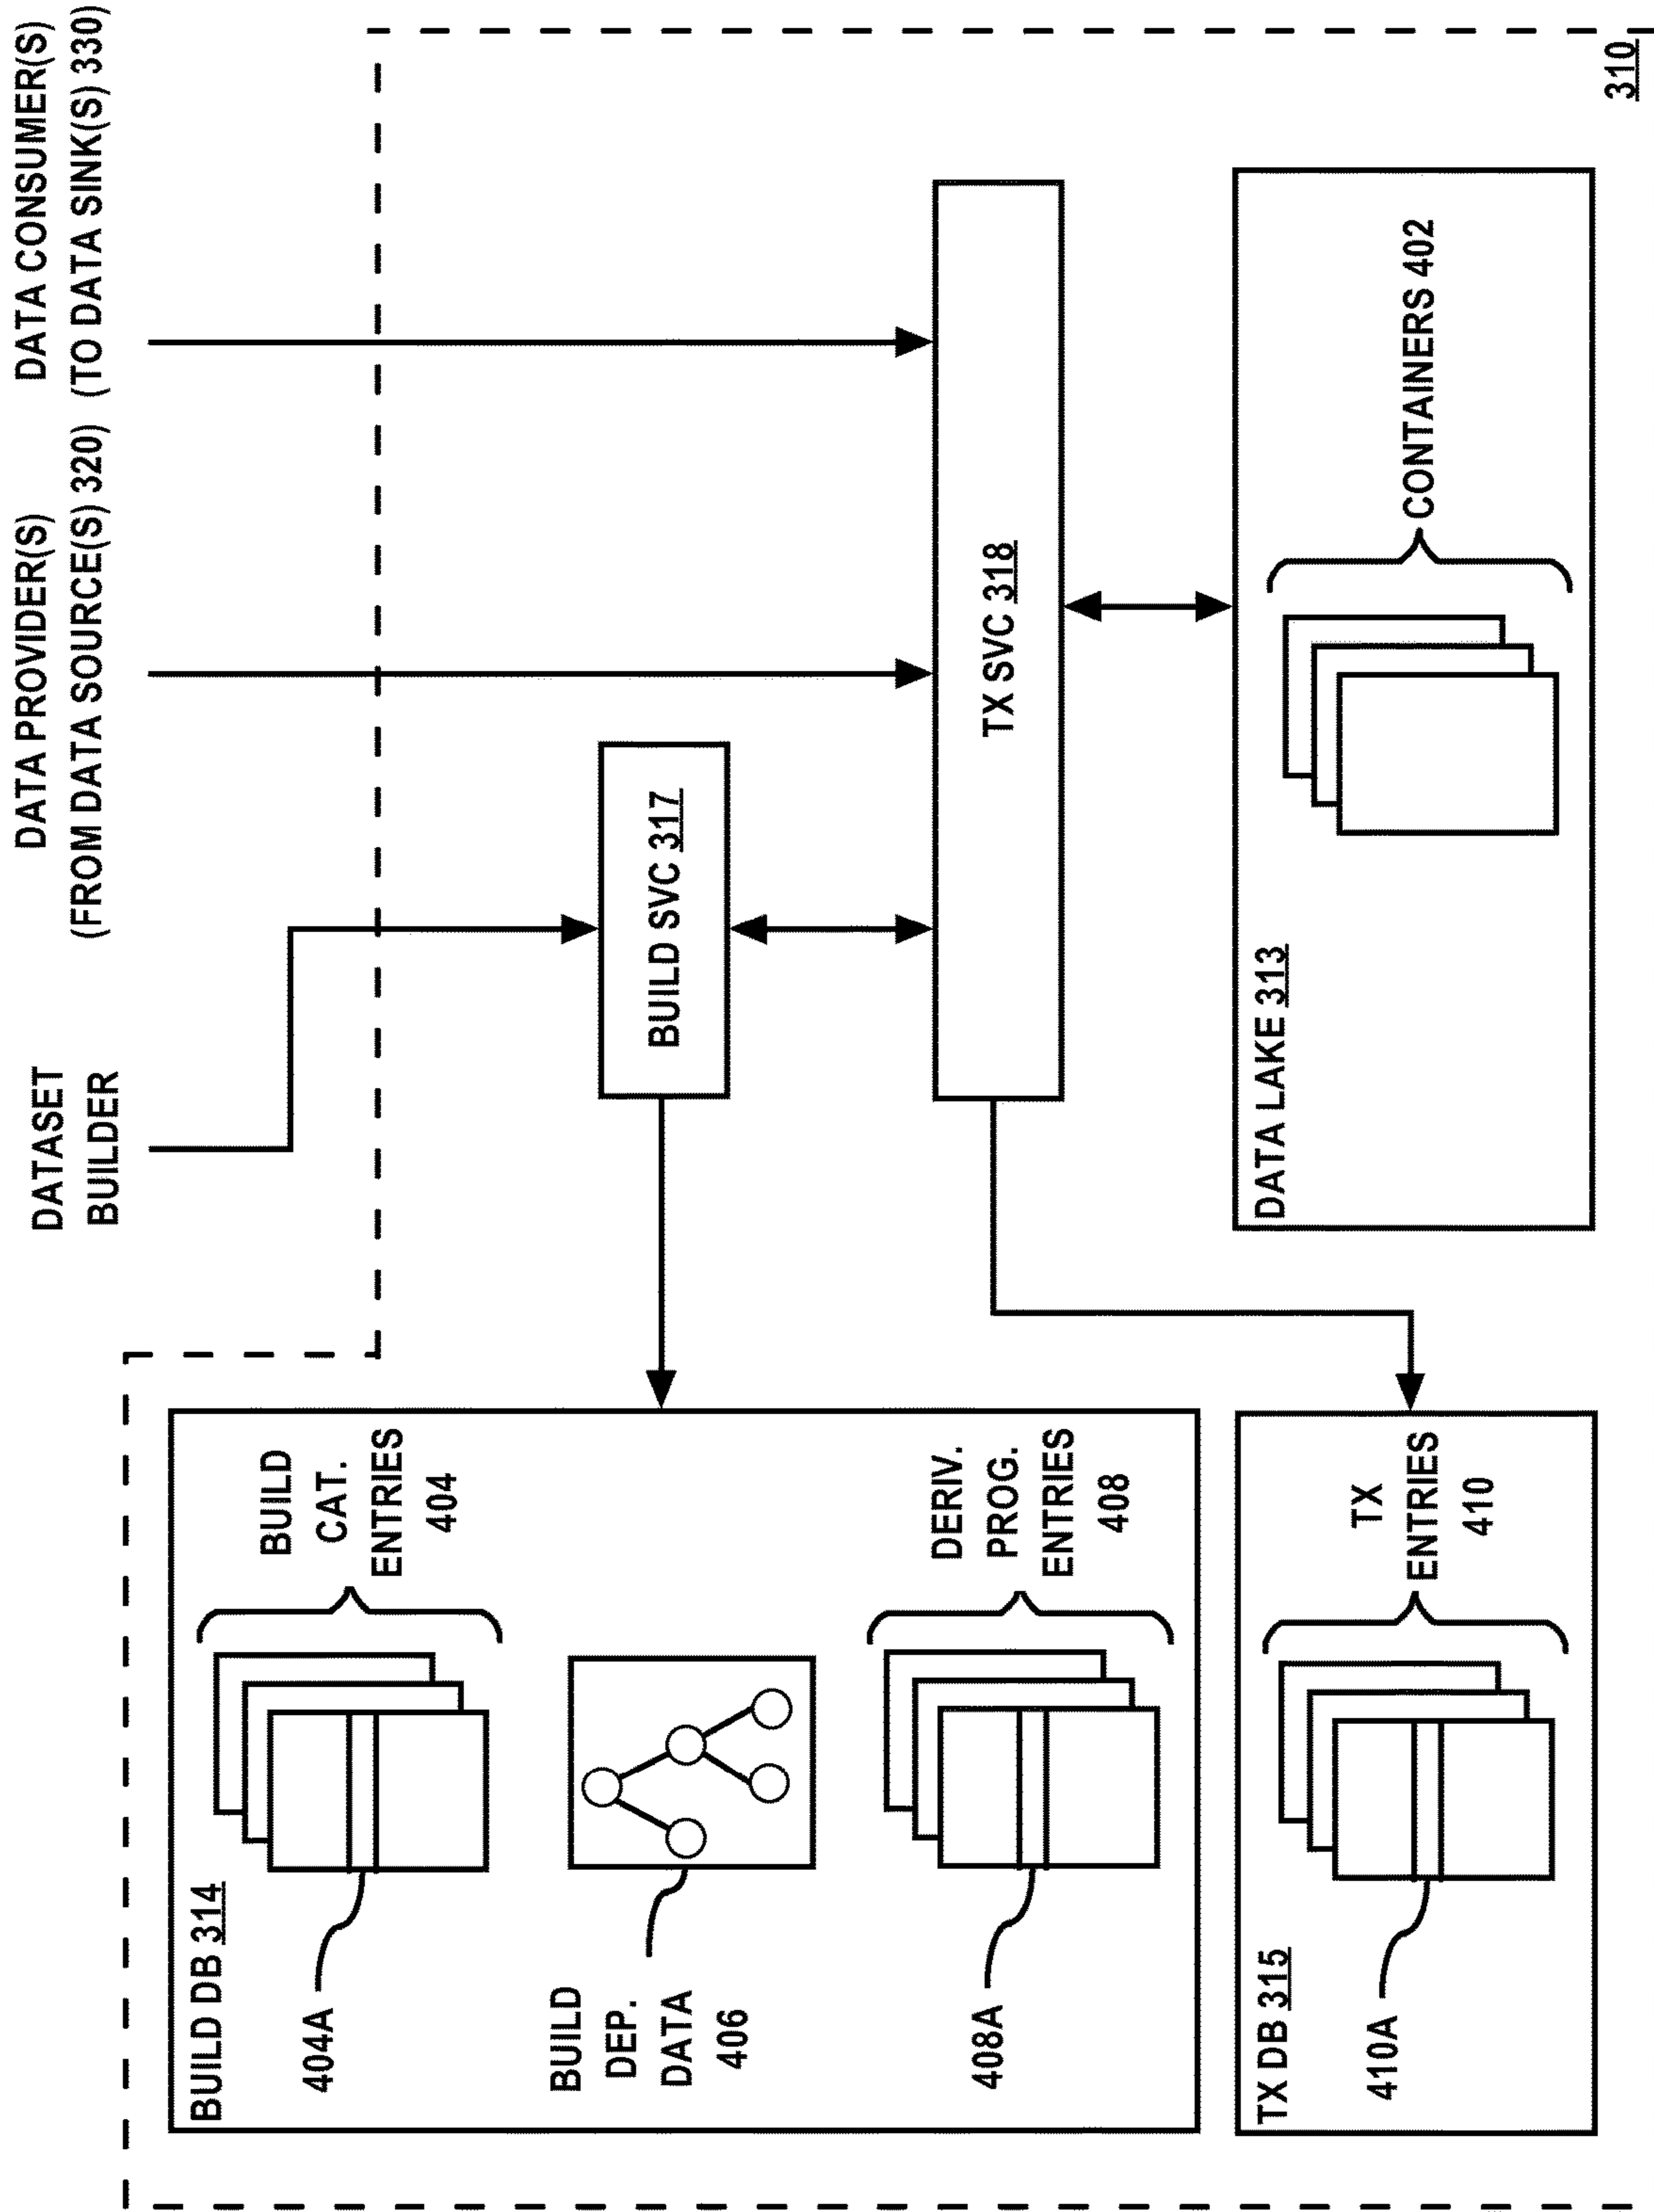 DATASET
BUILDER
DATA PROVIDER(S)
(FROM DATA SOURCE(S) 320)
DATA CONSUMER(S)
(TO DATA SINK(S) 330)
BUILD DB 314
404A
BUILD
CAT.
ENTRIES
404
BUILD
DEP.
DATA
406
408A
DERIV.
PROG.
ENTRIES
408
BUILD SVC 317
TX SVC 318
TX DB 315
410A
TX
ENTRIES
410
DATA LAKE 313
CONTAINERS 402
310